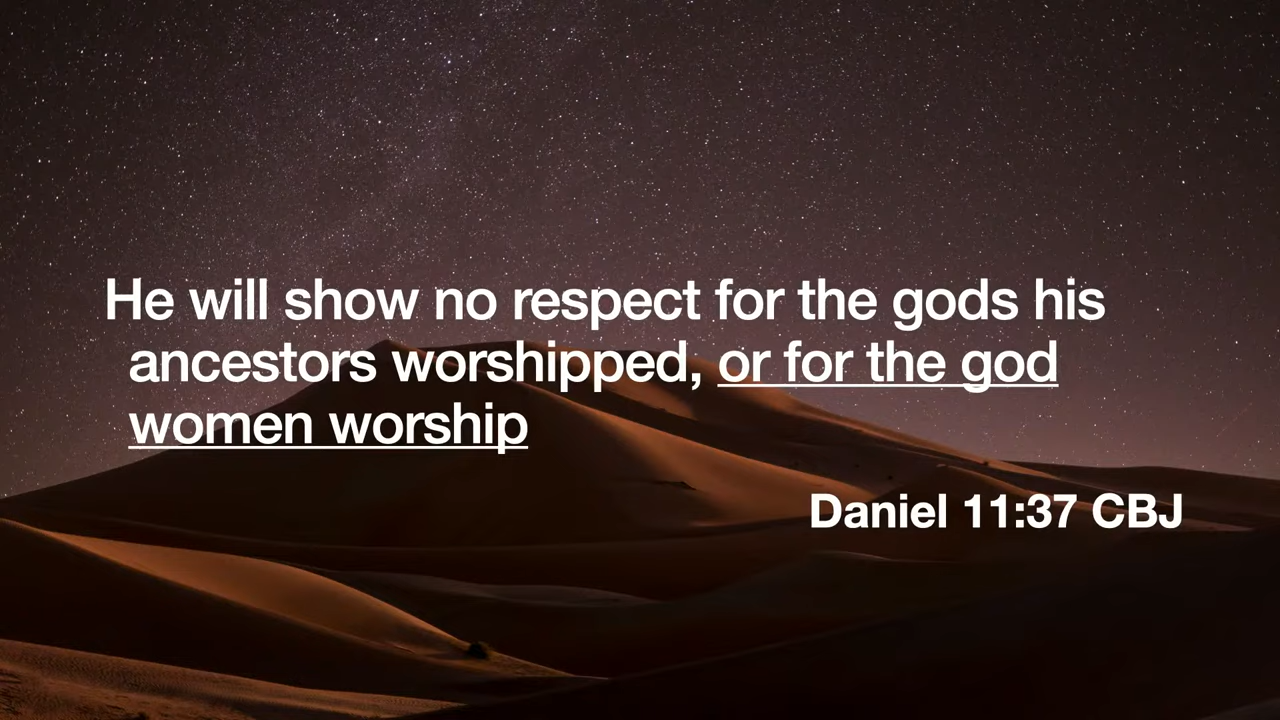 He will show no respect for the gods his
ancestors worshipped, or for the god
women worship
Daniel 11:37 CBJ